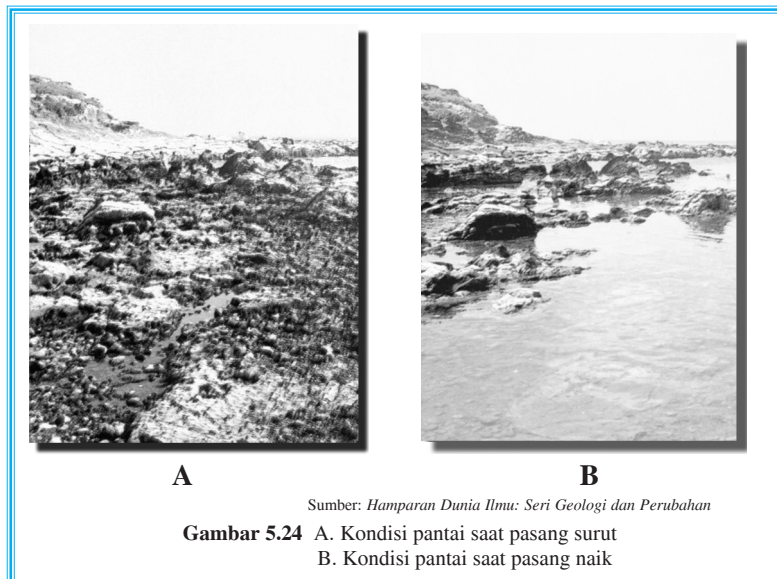 A
B
Sumber: Hamparan Dunia Ilmu: Seri Geologi dan Perubahan
Gambar 5.24 A. Kondisi pantai saat pasang surut
B. Kondisi pantai saat pasang naik